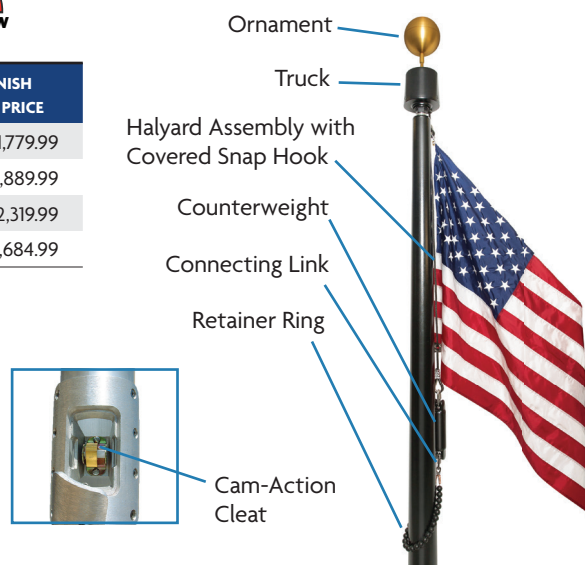 W
NISH
PRICE
,779.99
,889.99
2,319.99
,684.99
Ornament
Truck
Halyard Assembly with
Covered Snap Hook
Counterweight
Connecting Link
Retainer Ring
Cam-Action
Cleat